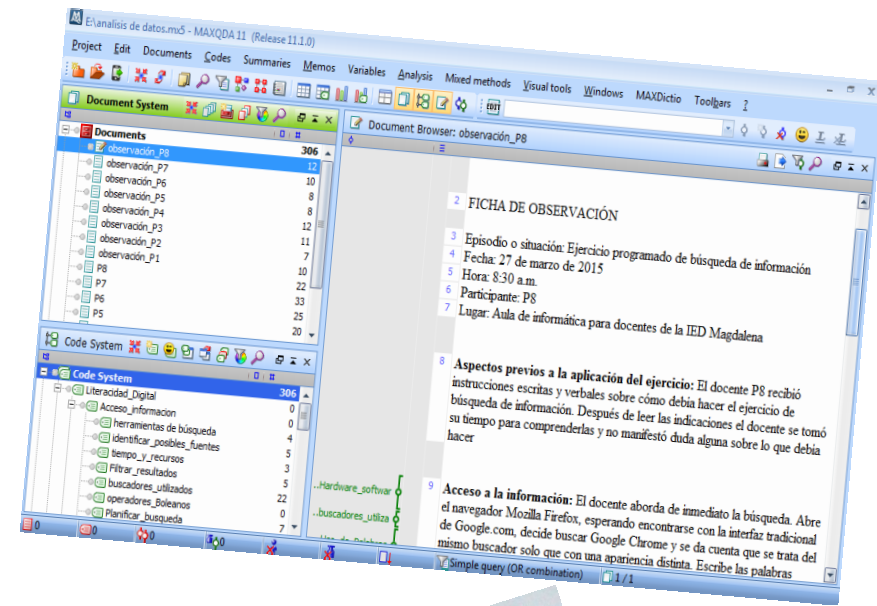 E:\analisis de datos.mx5 - MAXQDA 11 (Release 11.1.0)
Project Edit Documents Codes Summaries Memos Variables Analysis Mixed methods Visual tools Windows MAXDictio Toolbars ?
EDIT
Document System
Documents 306
observación_P8 12
observación_P7 10
observación_P6 8
observación_P5 8
observación_P4 12
observación_P3 11
observación_P2 7
observación_P1 10
P8 22
P7 33
P6 25
P5 20
Code System
Code System 306
Literacidad_Digital 0
Acceso_informacion 0
herramientas de búsqueda 4
identificar_posibles_fuentes 5
tiempo_y_recursos 3
Filtrar_resultados 5
buscadores_utilizados 22
operadores_Boleanos 0
Planificar_busqueda 7
Document Browser: observación_P8
2 FICHA DE OBSERVACIÓN
3 Episodio o situación: Ejercicio programado de búsqueda de información
4 Fecha: 27 de marzo de 2015
5 Hora: 8:30 a.m.
6 Participante: P8
7 Lugar: Aula de informática para docentes de la IED Magdalena
8 Aspectos previos a la aplicación del ejercicio: El docente P8 recibió
instrucciones escritas y verbales sobre cómo debia hacer el ejercicio de
búsqueda de información. Después de leer las indicaciones el docente se tomó
su tiempo para comprenderlas y no manifestó duda alguna sobre lo que debia
hacer
..Hardware_softwar
..buscadores_utiliza
9 Acceso a la información: El docente aborda de inmediato la búsqueda. Abre
el navegador Mozilla Firefox, esperando encontrarse con la interfaz tradicional
de Google.com, decide buscar Google Chrome y se da cuenta que se trata del
mismo buscador solo que con una apariencia distinta. Escribe las palabras
0 0 0 0
Simple query (OR combination) 1 / 1